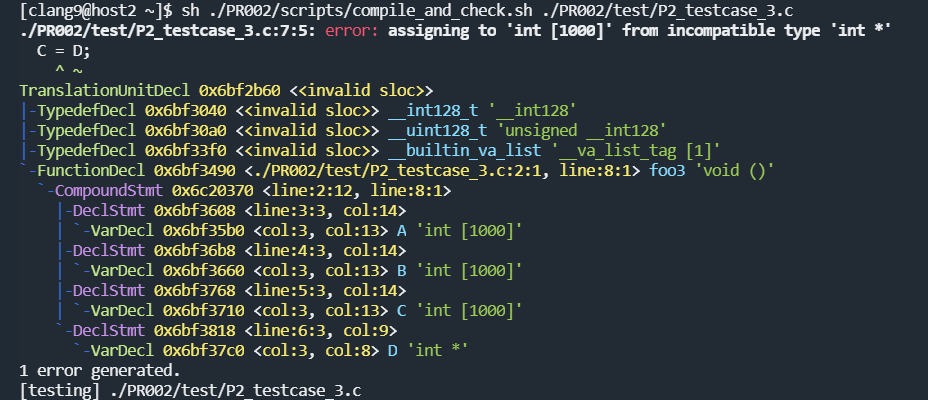 [clang9@host2 ~]$ sh ./PR002/scripts/compile_and_check.sh ./PR002/test/P2_testcase_3.c
./PR002/test/P2_testcase_3.c:7:5: error: assigning to 'int [1000]' from incompatible type 'int *'
  C = D;
    ^ ~
TranslationUnitDecl 0x6bf2b60 <<invalid sloc>>
|-TypedefDecl 0x6bf3040 <<invalid sloc>> __int128_t '__int128'
|-TypedefDecl 0x6bf30a0 <<invalid sloc>> __uint128_t 'unsigned __int128'
|-TypedefDecl 0x6bf33f0 <<invalid sloc>> __builtin_va_list '__va_list_tag [1]'
`-FunctionDecl 0x6bf3490 <./PR002/test/P2_testcase_3.c:2:1, line:8:1> foo3 'void ()'
  `-CompoundStmt 0x6c20370 <line:2:12, line:8:1>
    |-DeclStmt 0x6bf3608 <line:3:3, col:14>
    | `-VarDecl 0x6bf35b0 <col:3, col:13> A 'int [1000]'
    |-DeclStmt 0x6bf36b8 <line:4:3, col:14>
    | `-VarDecl 0x6bf3660 <col:3, col:13> B 'int [1000]'
    |-DeclStmt 0x6bf3768 <line:5:3, col:14>
    | `-VarDecl 0x6bf3710 <col:3, col:13> C 'int [1000]'
    `-DeclStmt 0x6bf3818 <line:6:3, col:9>
      `-VarDecl 0x6bf37c0 <col:3, col:8> D 'int *'
1 error generated.
[testing] ./PR002/test/P2_testcase_3.c